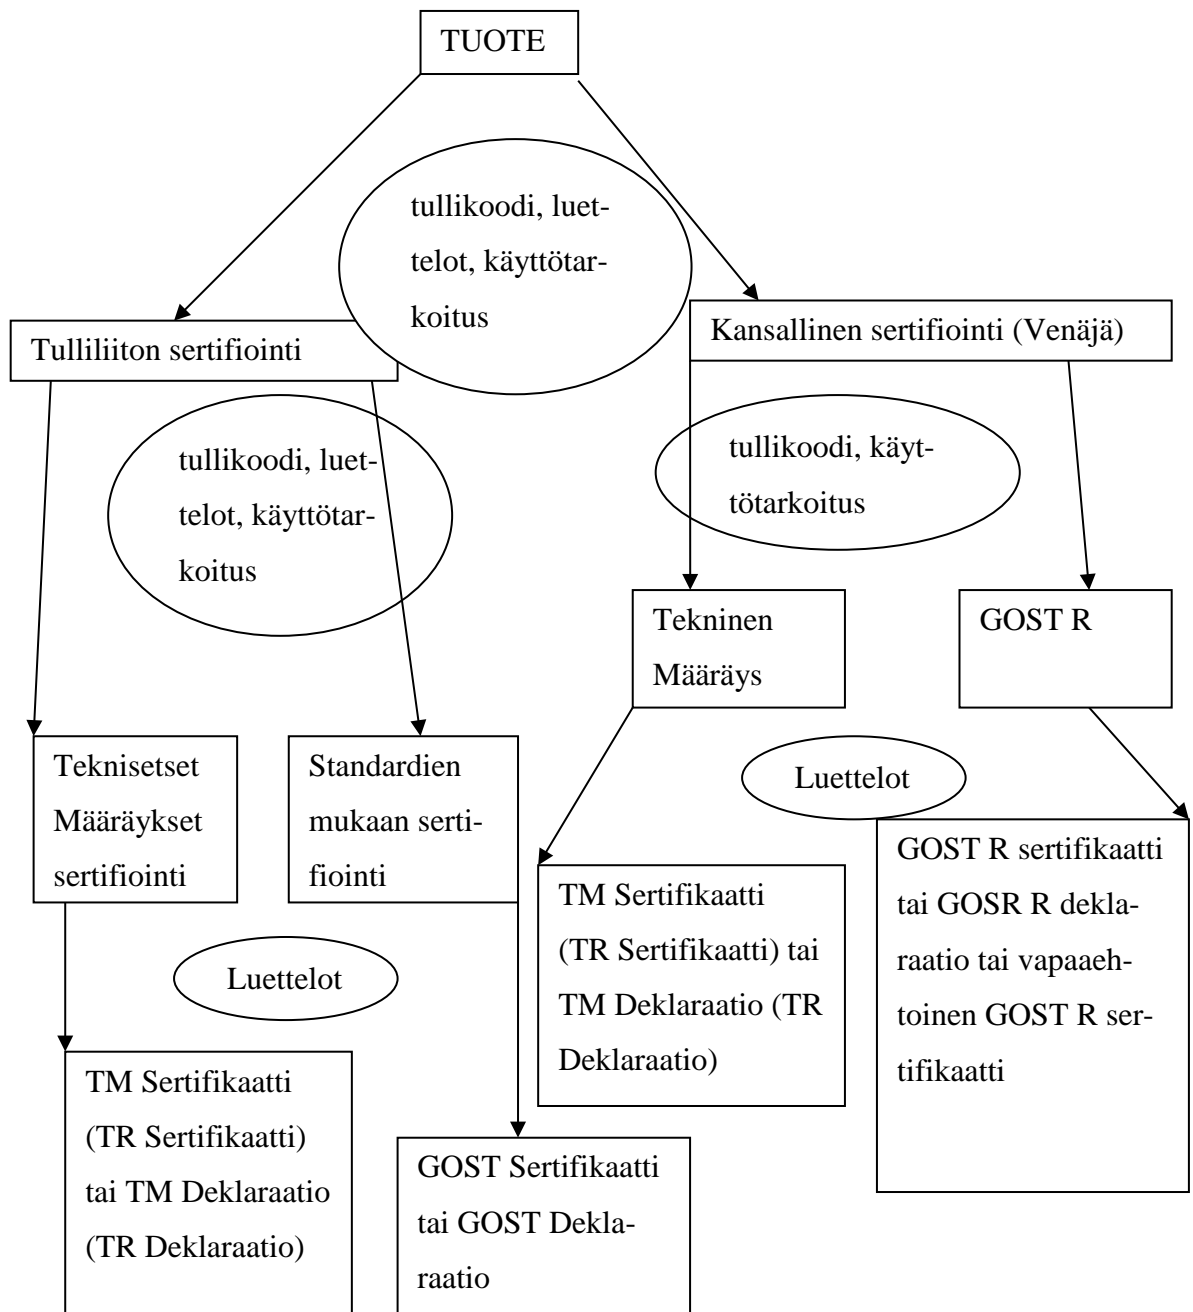 TUOTE
tullikoodi, luet-
telot, käyttötar-
koitus
Tulliliiton sertifiointi
Kansallinen sertifiointi (Venäjä)
tullikoodi, luet-
telot, käyttötar-
koitus
tullikoodi, käyt-
tötarkoitus
Tekninen
Määräys
GOST R
Teknisetset
Määräykset
sertifiointi
Standardien
mukaan serti-
fiointi
Luettelot
TM Sertifikaatti
(TR Sertifikaatti) tai
TM Deklaraatio (TR
Deklaraatio)
GOST R sertifikaatti
tai GOSR R dekla-
raatio tai vapaaeh-
toinen GOST R ser-
tifikaatti
Luettelot
TM Sertifikaatti
(TR Sertifikaatti)
tai TM Deklaraatio
(TR Deklaraatio)
GOST Sertifikaatti
tai GOST Dekla-
raatio